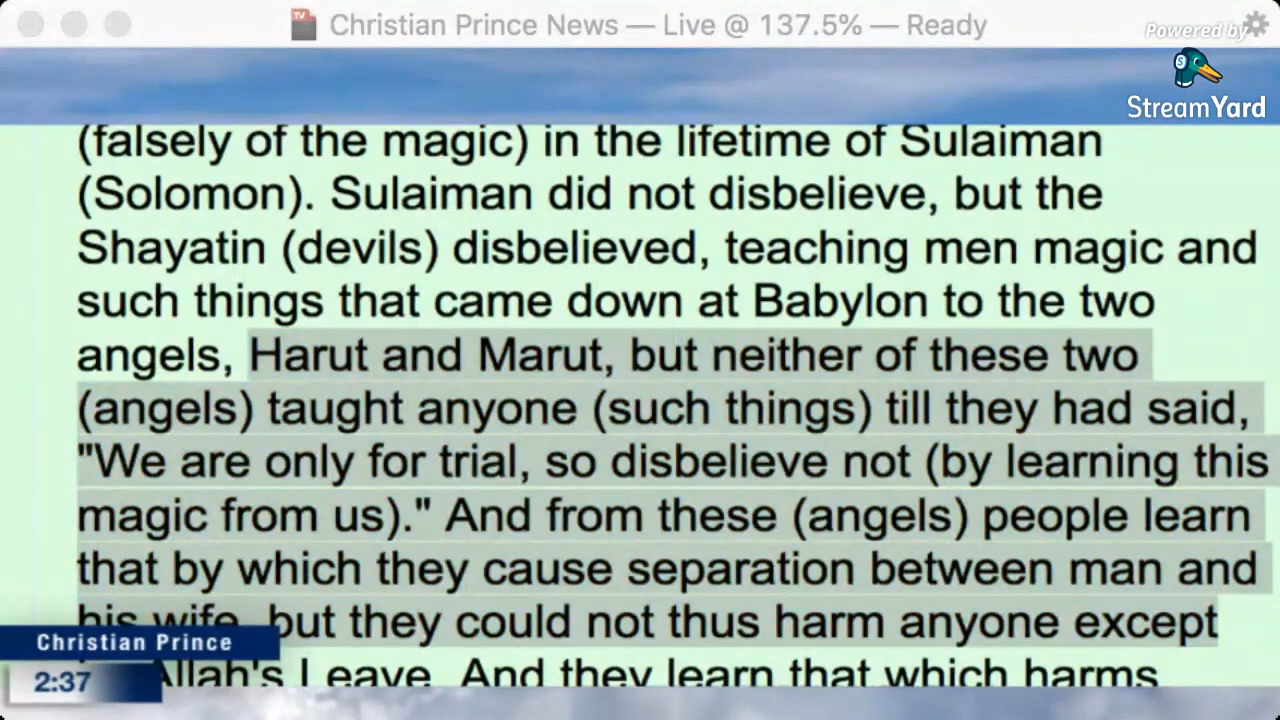 Christian Prince News — Live @ 137.5% — Ready
Powered by
StreamYard
(falsely of the magic) in the lifetime of Sulaiman
(Solomon). Sulaiman did not disbelieve, but the
Shayatin (devils) disbelieved, teaching men magic and
such things that came down at Babylon to the two
angels, Harut and Marut, but neither of these two
(angels) taught anyone (such things) till they had said,
"We are only for trial, so disbelieve not (by learning this
magic from us)." And from these (angels) people learn
that by which they cause separation between man and
his wife, but they could not thus harm anyone except
Allah's Leave. And they learn that which harms
Christian Prince
2:37